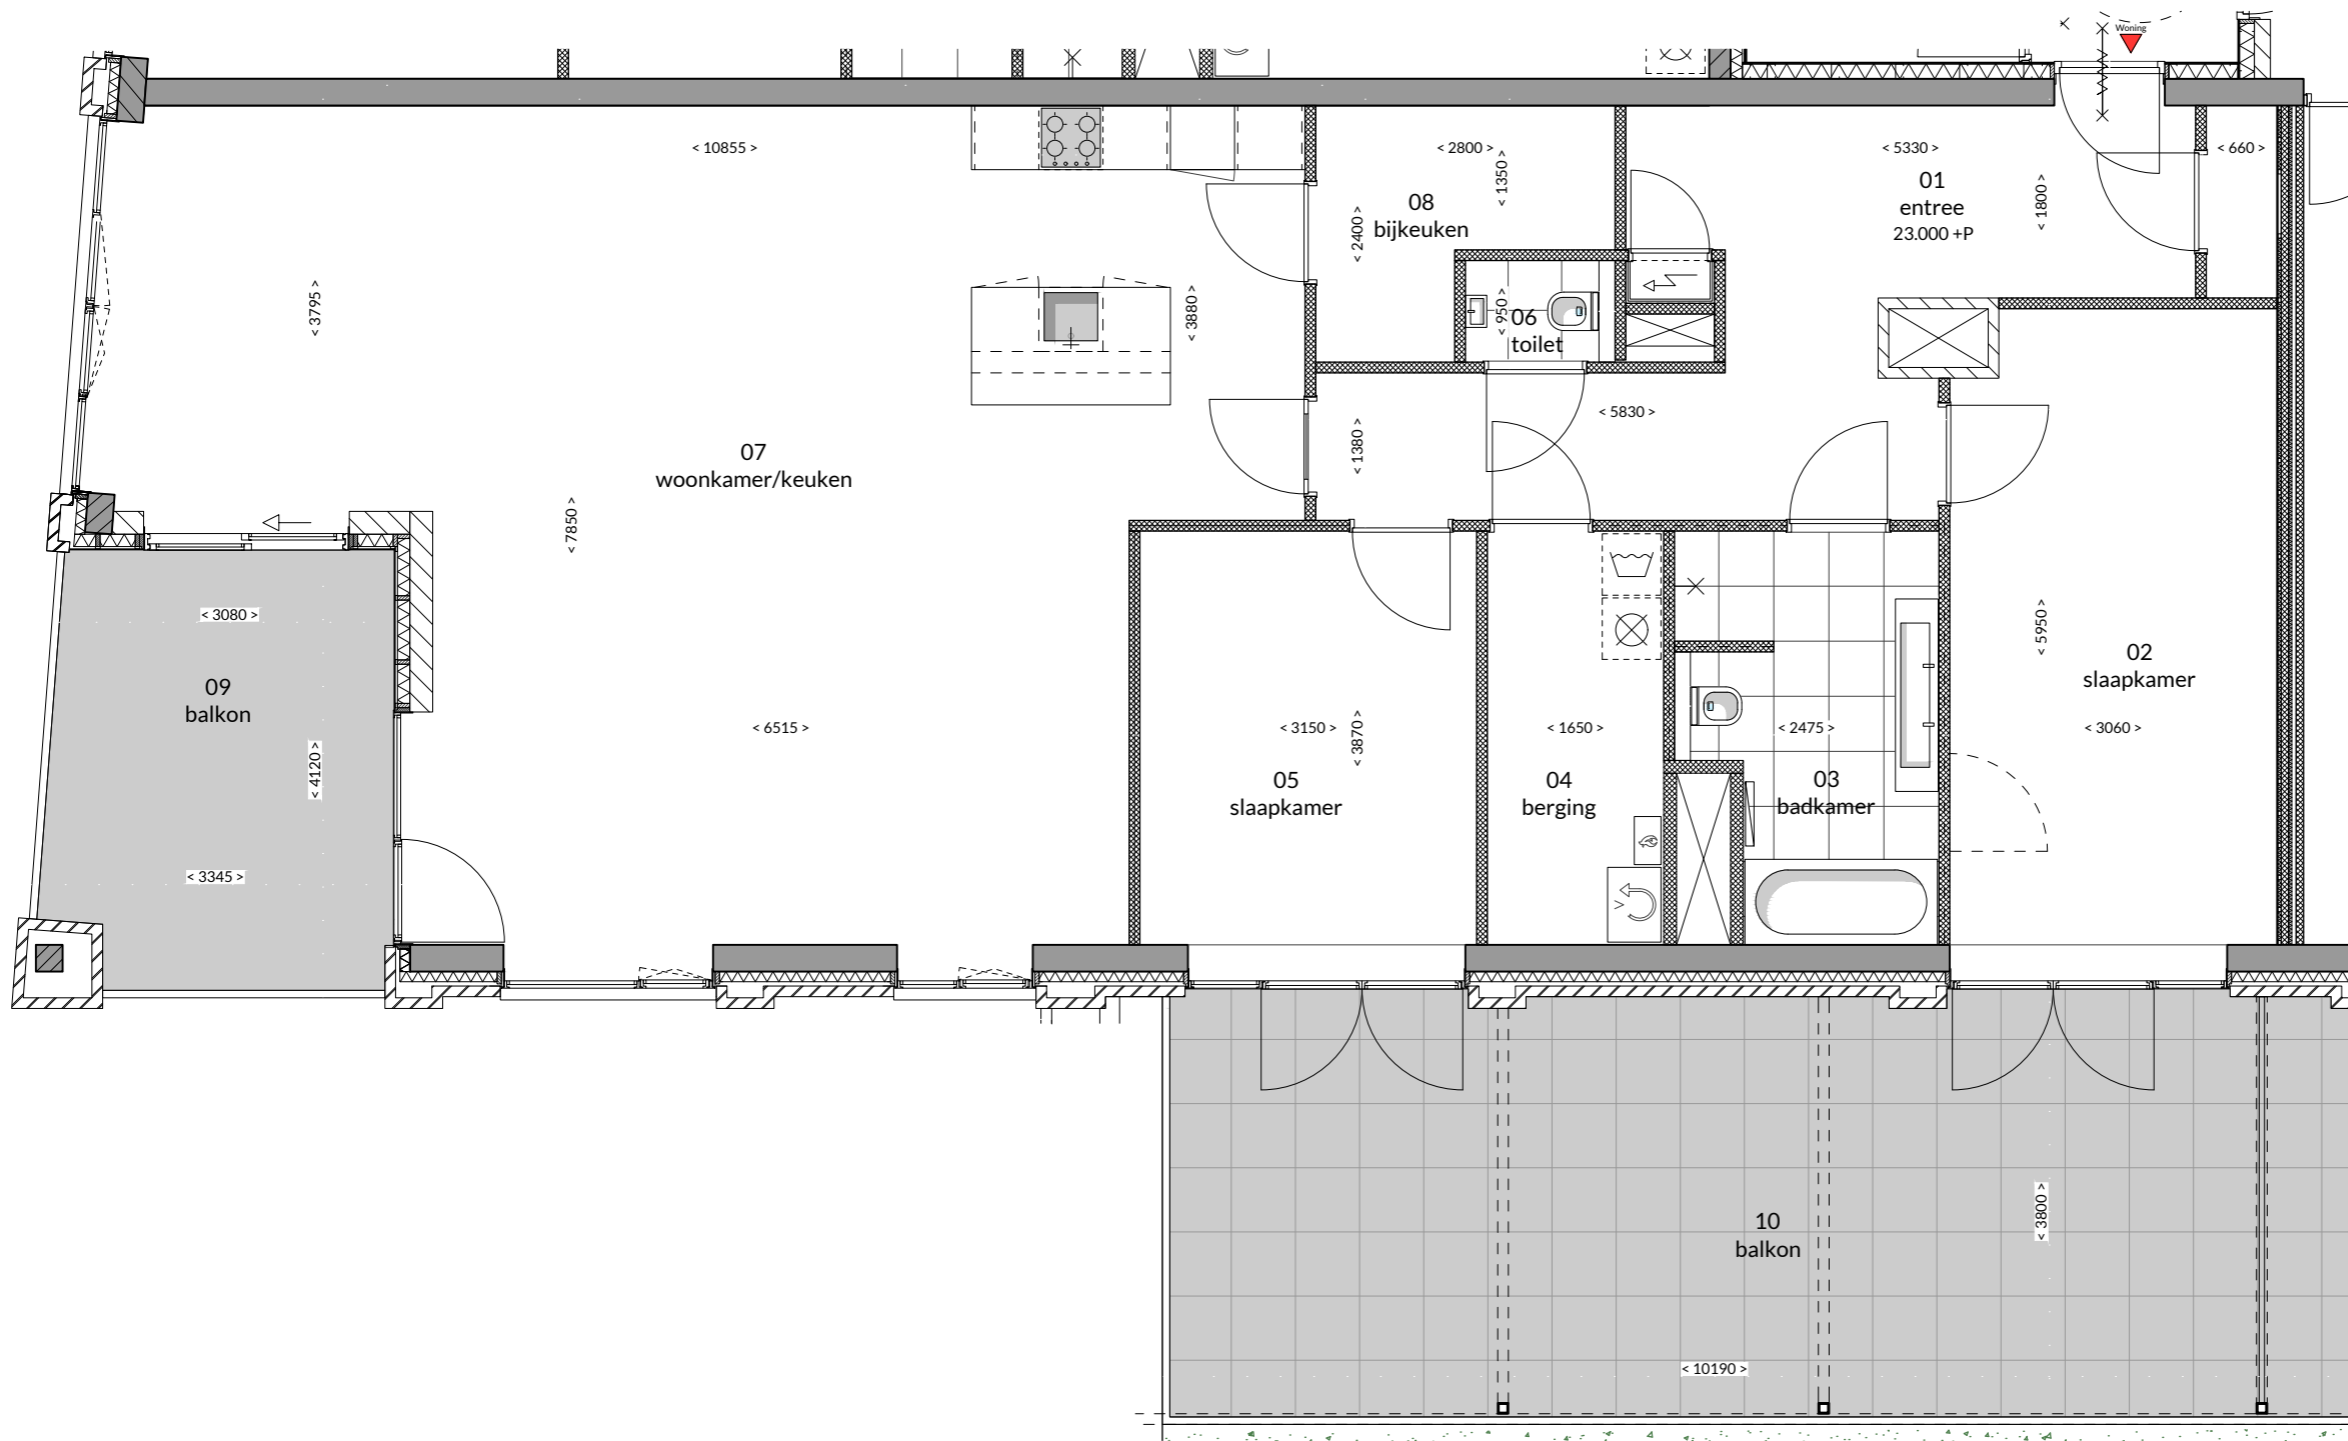 Woning
< 10855 >
< 2800 >
< 5330 >
< 660 >
< 1350 >
01
entree
23.000 +P
< 1800 >
08
bijkeuken
< 2400 >
< 3795 >
< 3880 >
< 950 >
06
toilet
< 5830 >
< 1380 >
07
woonkamer/keuken
< 7850 >
< 3080 >
09
balkon
< 4120 >
< 3345 >
< 6515 >
< 3150 >
< 3870 >
05
slaapkamer
< 1650 >
04
berging
< 2475 >
03
badkamer
< 5950 >
02
slaapkamer
< 3060 >
10
balkon
< 3800 >
< 10190 >